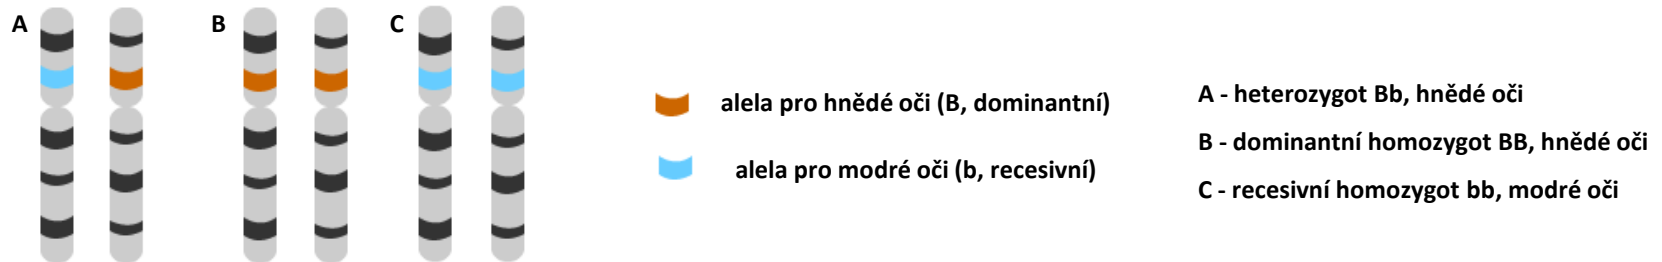 A
B
C
alela pro hnědé oči (B, dominantní)
alela pro modré oči (b, recesivní)
A - heterozygot Bb, hnědé oči
B - dominantní homozygot BB, hnědé oči
C - recesivní homozygot bb, modré oči